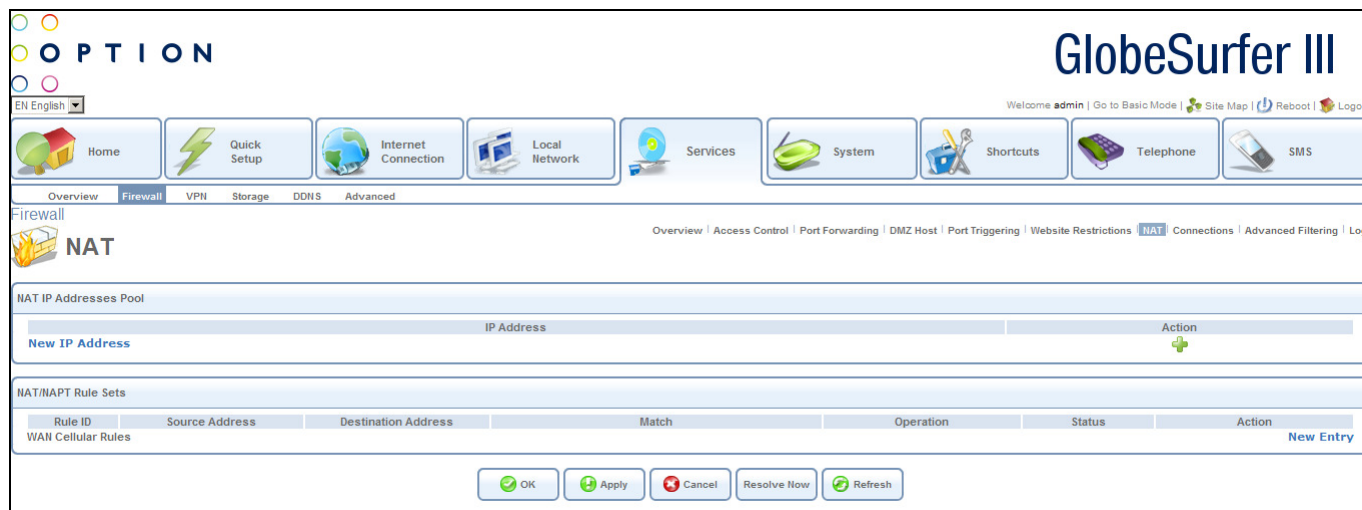 OPTION
GlobeSurfer III
EN English
Welcome admin | Go to Basic Mode | Site Map | Reboot | Logo
Home
Quick Setup
Internet Connection
Local Network
Services
System
Shortcuts
Telephone
SMS
Overview Firewall VPN Storage DDNS Advanced
Firewall
NAT
Overview | Access Control | Port Forwarding | DMZ Host | Port Triggering | Website Restrictions | NAT | Connections | Advanced Filtering | Lo
NAT IP Addresses Pool
IP Address Action
New IP Address
NAT/NAPT Rule Sets
Rule ID Source Address Destination Address Match Operation Status Action
WAN Cellular Rules New Entry
OK Apply Cancel Resolve Now Refresh